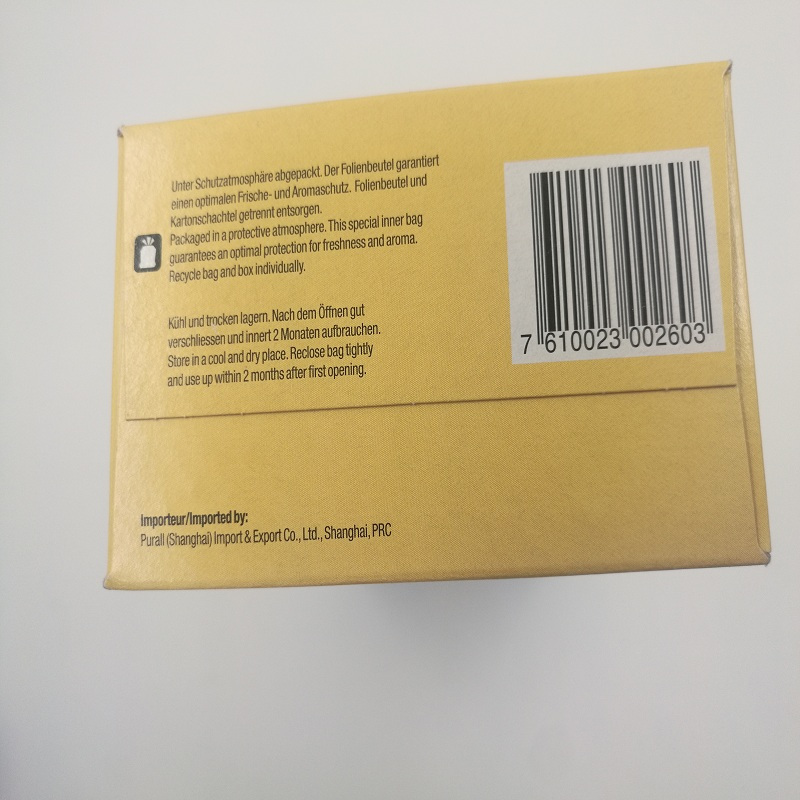 Unter Schutzatmosphäre abgepackt. Der Folienbeutel garantiert
einen optimalen Frische- und Aromaschutz. Folienbeutel und
Kartonschachtel getrennt entsorgen.
Packaged in a protective atmosphere. This special inner bag
guarantees an optimal protection for freshness and aroma.
Recycle bag and box individually.
Kühl und trocken lagern. Nach dem Öffnen gut
verschliessen und innert 2 Monaten aufbrauchen.
Store in a cool and dry place. Reclose bag tightly
and use up within 2 months after first opening.
7 610023 002603
Importeur/Imported by:
Purall (Shanghai) Import & Export Co., Ltd., Shanghai, PRC